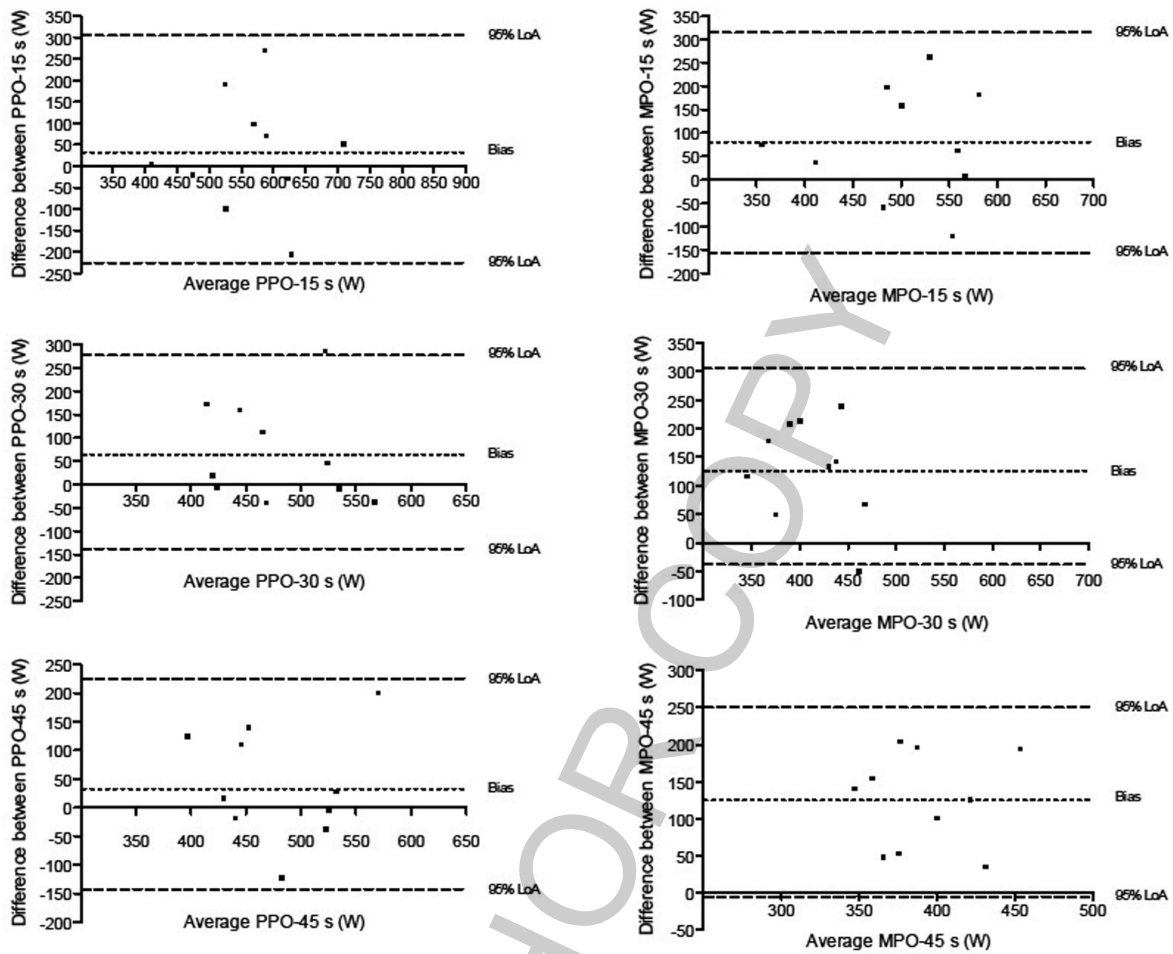 Difference between PPO-15 s (W)
350
300
250
200
150
100
50
0
-50
-100
-150
-200
-250
350 400 450 500 550 600 650 700 750 800 850 900
95% LoA
Bias
95% LoA
Average PPO-15 s (W)
Difference between MPO-15 s (W)
350
300
250
200
150
100
50
0
-50
-100
-150
-200
350 400 450 500 550 600 650 700
95% LoA
Bias
95% LoA
Average MPO-15 s (W)
Difference between PPO-30 s (W)
300
250
200
150
100
50
0
-50
-100
-150
-200
-250
350 400 450 500 550 600 650
95% LoA
Bias
95% LoA
Average PPO-30 s (W)
Difference between MPO-30 s (W)
350
300
250
200
150
100
50
0
-50
-100
350 400 450 500 550 600 650 700
95% LoA
Bias
95% LoA
Average MPO-30 s (W)
Difference between PPO-45 s (W)
250
200
150
100
50
0
-50
-100
-150
-200
350 400 450 500 550 600 650
95% LoA
Bias
95% LoA
Average PPO-45 s (W)
Difference between MPO-45 s (W)
300
250
200
150
100
50
0
-50
300 350 400 450 500
95% LoA
Bias
95% LoA
Average MPO-45 s (W)
HOR COPY